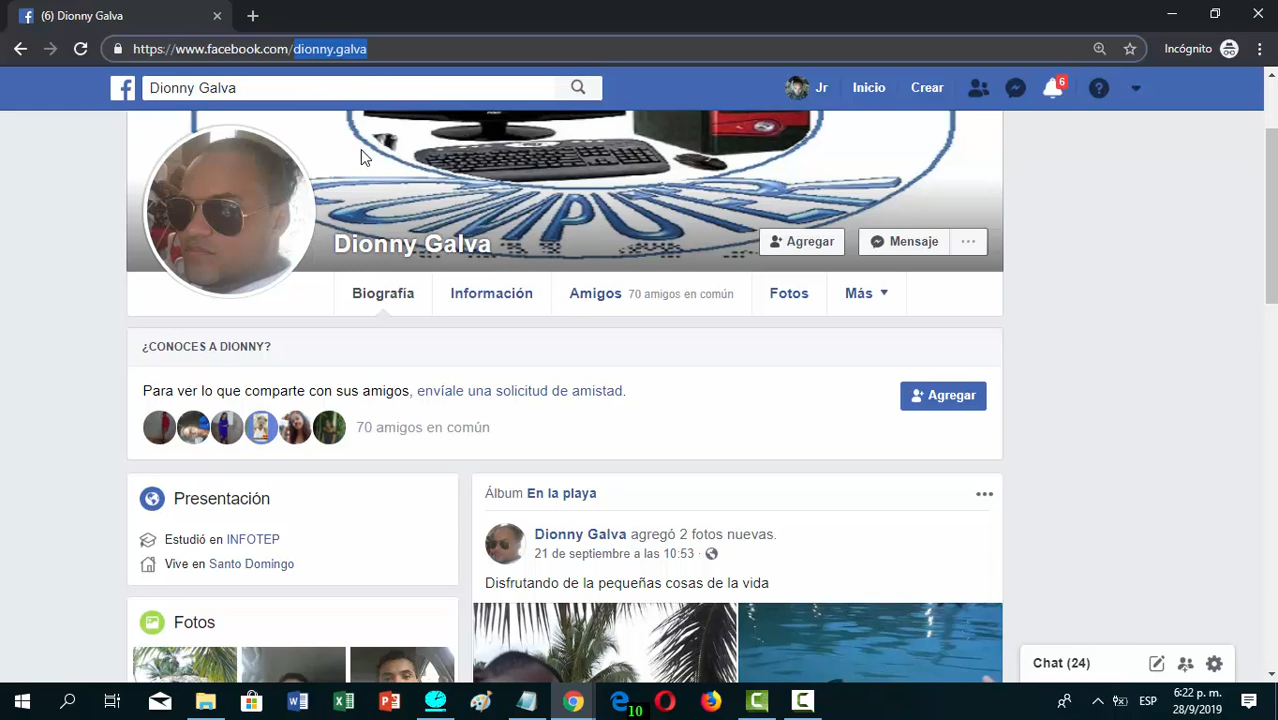 (6) Dionny Galva
https://www.facebook.com/dionny.galva
Incógnito
Dionny Galva
Jr
Inicio
Crear
6
COMPUTER
Dionny Galva
Agregar
Mensaje
Biografía
Información
Amigos 70 amigos en común
Fotos
Más
¿CONOCES A DIONNY?
Para ver lo que comparte con sus amigos, envíale una solicitud de amistad.
Agregar
70 amigos en común
Presentación
Estudió en INFOTEP
Vive en Santo Domingo
Fotos
Álbum En la playa
Dionny Galva agregó 2 fotos nuevas.
21 de septiembre a las 10:53
Disfrutando de la pequeñas cosas de la vida
Chat (24)
10
ESP
6:22 p. m.
28/9/2019